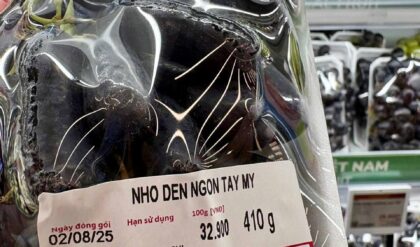 NHO DEN NGON TAY MY
Ngày đóng gói
02/08/25
Hạn sử dụng
100g (VND)
32.900
410 g
T NAM